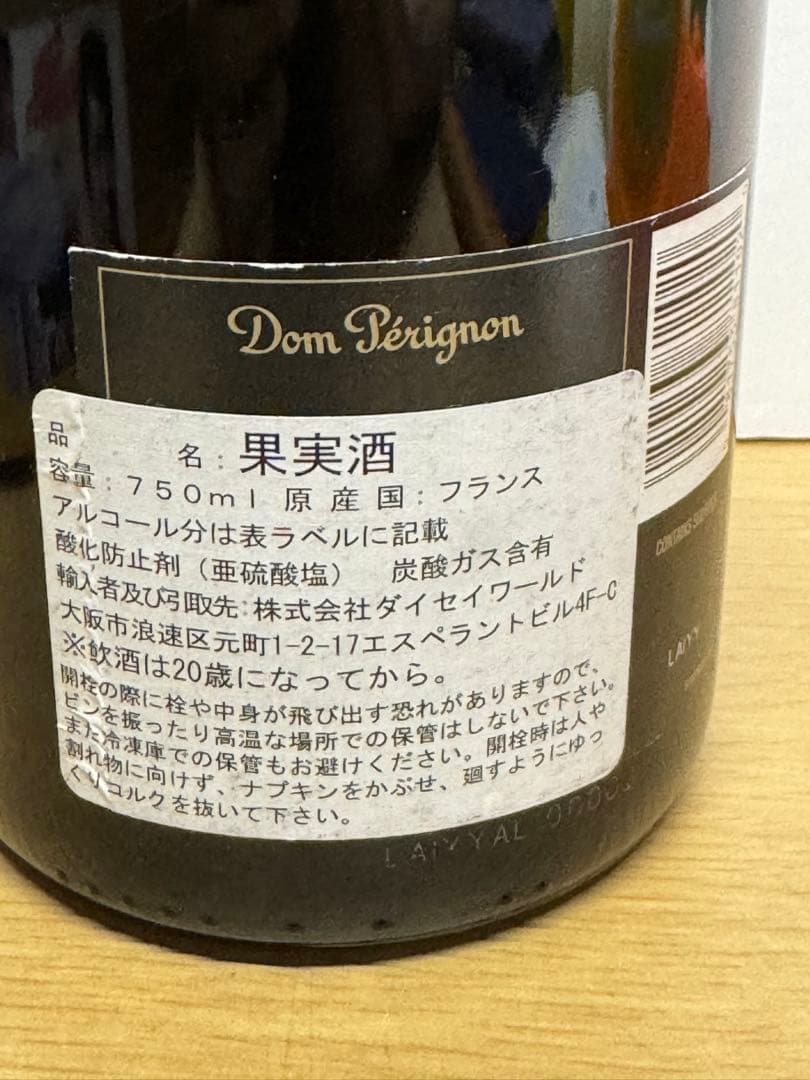 Dom Pérignon
品　　　名：果実酒
容量：７５０ｍｌ 原産国：フランス
アルコール分は表ラベルに記載
酸化防止剤（亜硫酸塩）　炭酸ガス含有
輸入者及び引取先：株式会社ダイセイワールド
大阪市浪速区元町1-2-17エスペラントビル4F-C
※飲酒は20歳になってから。
開栓の際に栓や中身が飛び出す恐れがありますので、
ビンを振ったり高温な場所での保管はしないで下さい。
また冷凍庫での保管もお避けください。開栓時は人や
割れ物に向けず、ナプキンをかぶせ、廻すようにゆっ
くりコルクを抜いて下さい。
CONTAINS